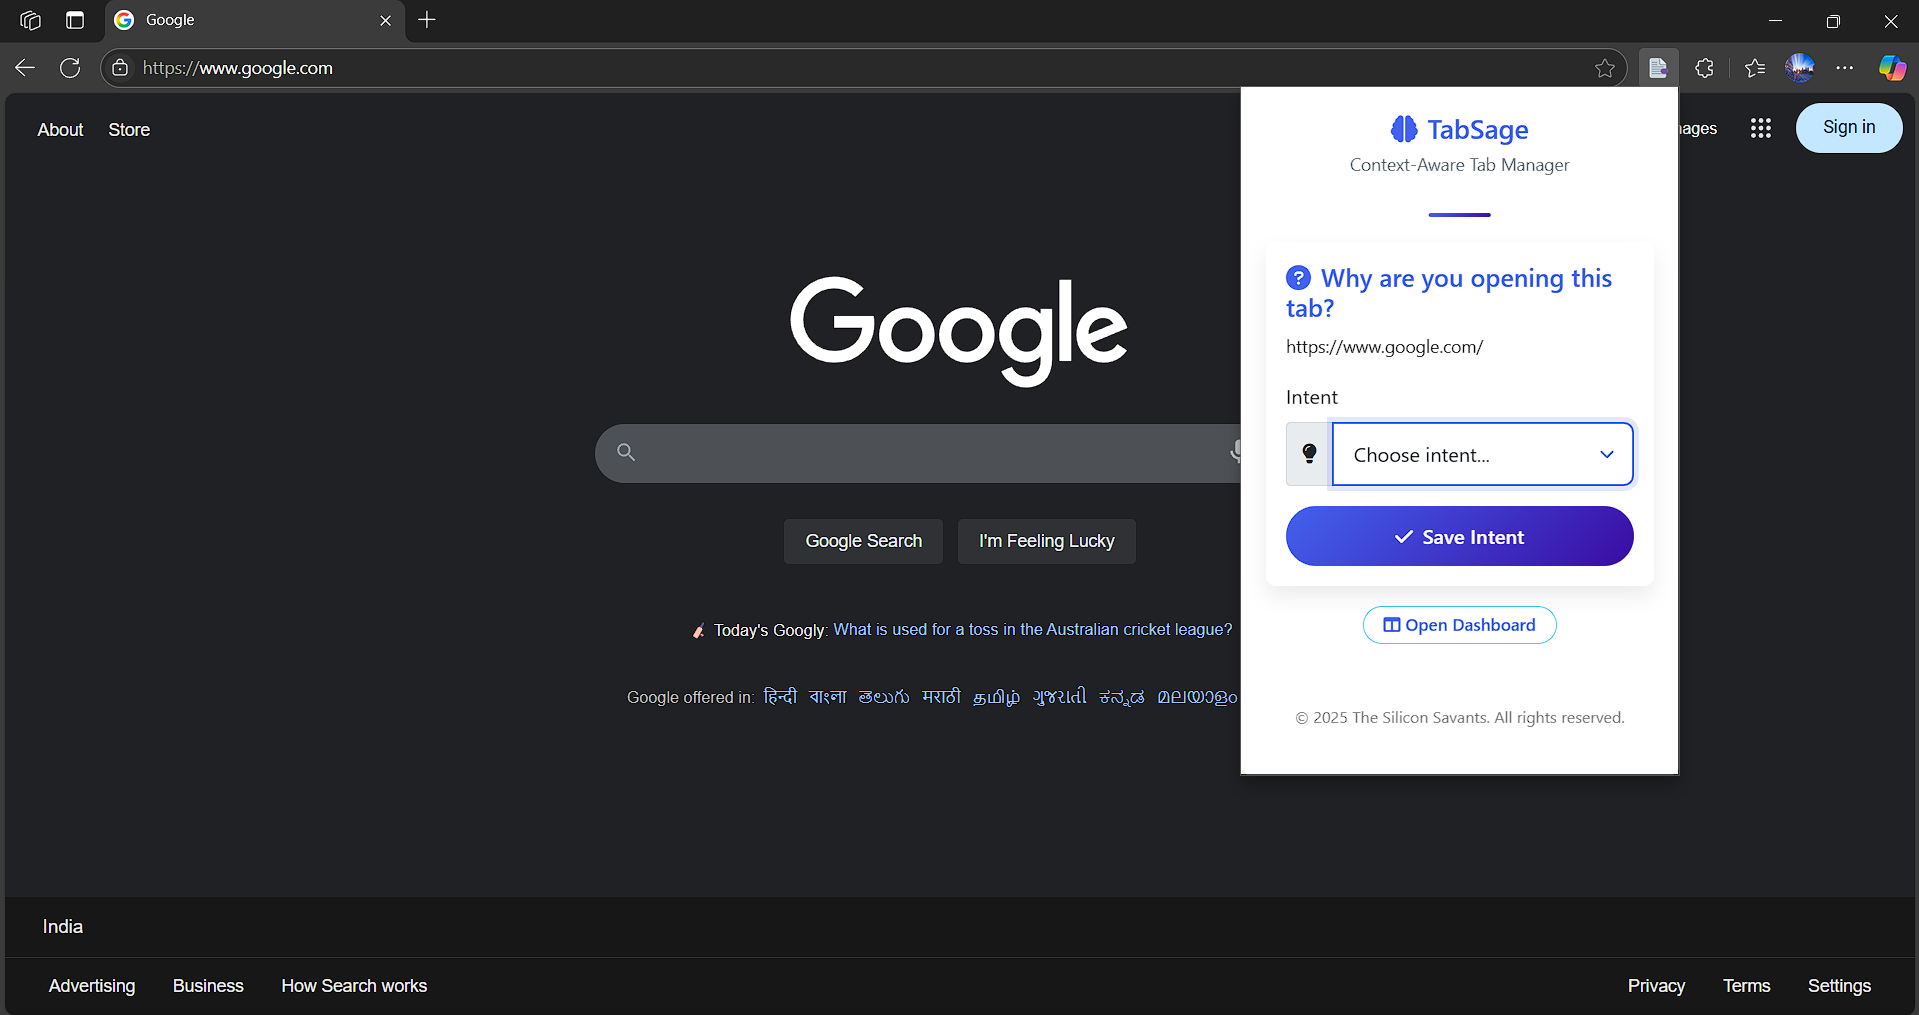 Google
https://www.google.com
About Store
Sign in
Google
Google Search I'm Feeling Lucky
Today's Googly: What is used for a toss in the Australian cricket league?
Google offered in: हिन्दी বাংলা తెలుగు मराठी தமிழ் ગુજરાતી ಕನ್ನಡ മലയാളം
TabSage
Context-Aware Tab Manager
Why are you opening this
tab?
https://www.google.com/
Intent
Choose intent...
Save Intent
Open Dashboard
© 2025 The Silicon Savants. All rights reserved.
India
Advertising Business How Search works
Privacy Terms Settings